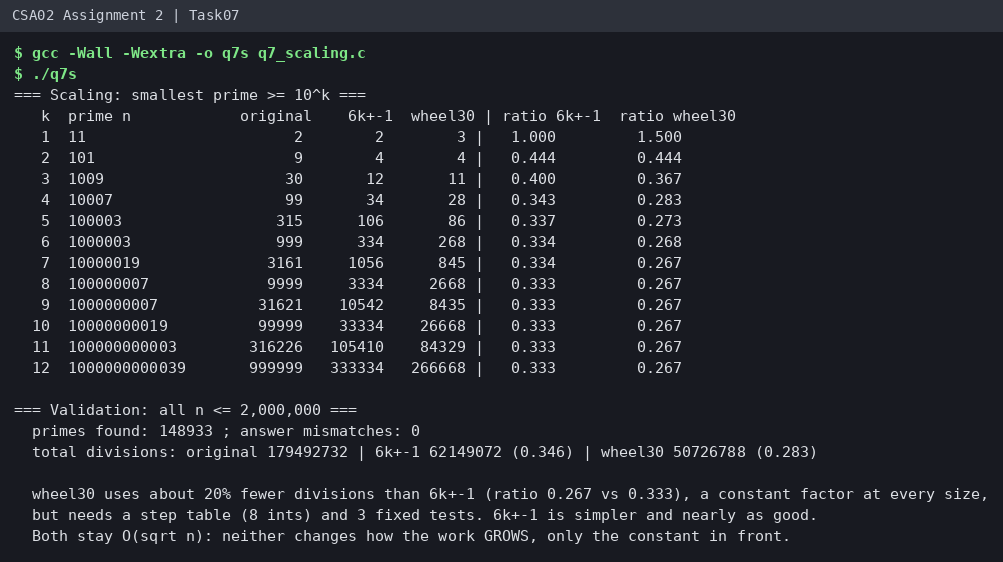 CSA02 Assignment 2 | Task07
$ gcc -Wall -Wextra -o q7s q7_scaling.c
$ ./q7s
=== Scaling: smallest prime >= 10^k ===
   k  prime n            original    6k+-1  wheel30 | ratio 6k+-1  ratio wheel30
   1  11                       2        2        3 |   1.000         1.500
   2  101                      9        4        4 |   0.444         0.444
   3  1009                    30       12       11 |   0.400         0.367
   4  10007                   99       34       28 |   0.343         0.283
   5  100003                 315      106       86 |   0.337         0.273
   6  1000003                999      334      268 |   0.334         0.268
   7  10000019              3161     1056      845 |   0.334         0.267
   8  100000007             9999     3334     2668 |   0.333         0.267
   9  1000000007           31621    10542     8435 |   0.333         0.267
  10  10000000019          99999    33334    26668 |   0.333         0.267
  11  100000000003        316226   105410    84329 |   0.333         0.267
  12  1000000000039       999999   333334   266668 |   0.333         0.267
=== Validation: all n <= 2,000,000 ===
  primes found: 148933 ; answer mismatches: 0
  total divisions: original 179492732 | 6k+-1 62149072 (0.346) | wheel30 50726788 (0.283)
  wheel30 uses about 20% fewer divisions than 6k+-1 (ratio 0.267 vs 0.333), a constant factor at every size,
  but needs a step table (8 ints) and 3 fixed tests. 6k+-1 is simpler and nearly as good.
  Both stay O(sqrt n): neither changes how the work GROWS, only the constant in front.